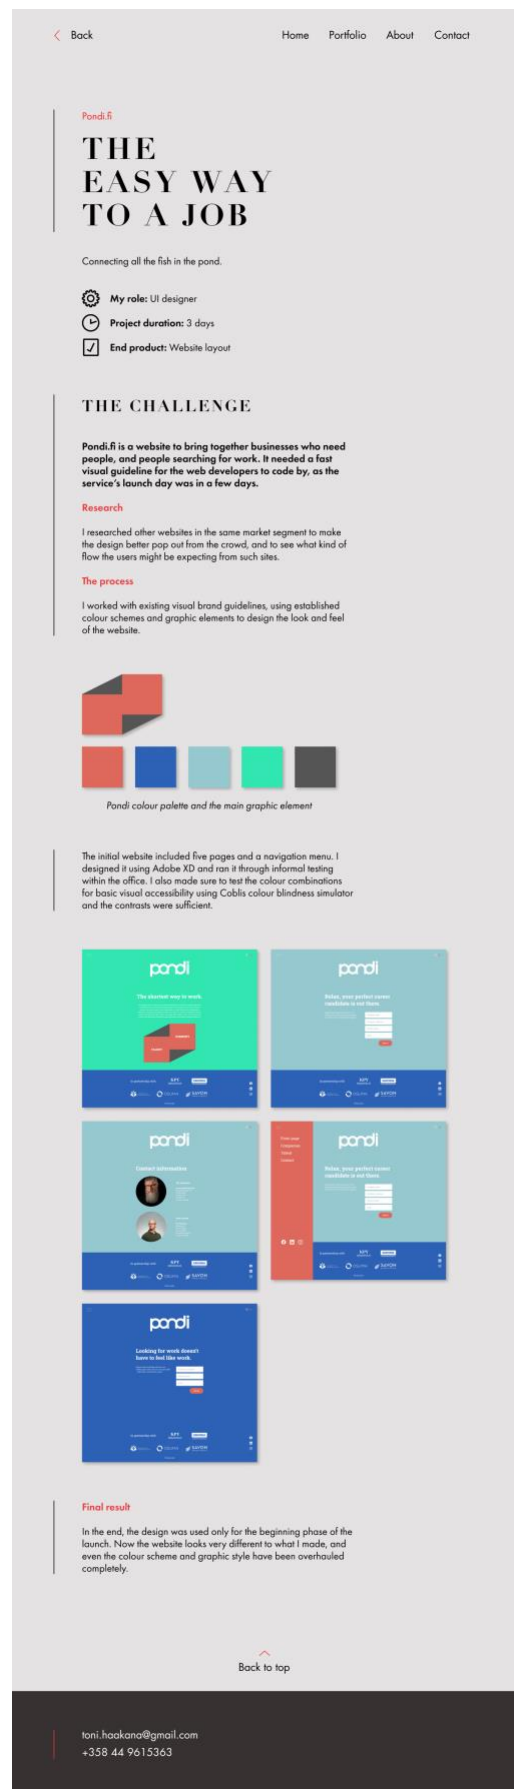 Back
Home Portfolio About Contact
Pondi.fi
THE
EASY WAY
TO A JOB
Connecting all the fish in the pond.
My role: UI designer
Project duration: 3 days
End product: Website layout
THE CHALLENGE
Pondi.fi is a website to bring together businesses who need
people, and people searching for work. It needed a fast
visual guideline for the web developers to code by, as the
service's launch day was in a few days.
Research
I researched other websites in the same market segment to make
the design better pop out from the crowd, and to see what kind of
flow the users might be expecting from such sites.
The process
I worked with existing visual brand guidelines, using established
colour schemes and graphic elements to design the look and feel
of the website.
Pondi colour palette and the main graphic element
The initial website included five pages and a navigation menu. I
designed it using Adobe XD and ran it through informal testing
within the office. I also made sure to test the colour combinations
for basic visual accessibility using Coblis colour blindness simulator
and the contrasts were sufficient.
pondi
The shortest way to work.
pondi
Relax, your perfect career
candidate is out there.
pondi
Contact information
pondi
Relax, your perfect career
candidate is out there.
pondi
Looking for work doesn't
have to feel like work.
Final result
In the end, the design was used only for the beginning phase of the
launch. Now the website looks very different to what I made, and
even the colour scheme and graphic style have been overhauled
completely.
Back to top
toni.haakana@gmail.com
+358 44 9615363